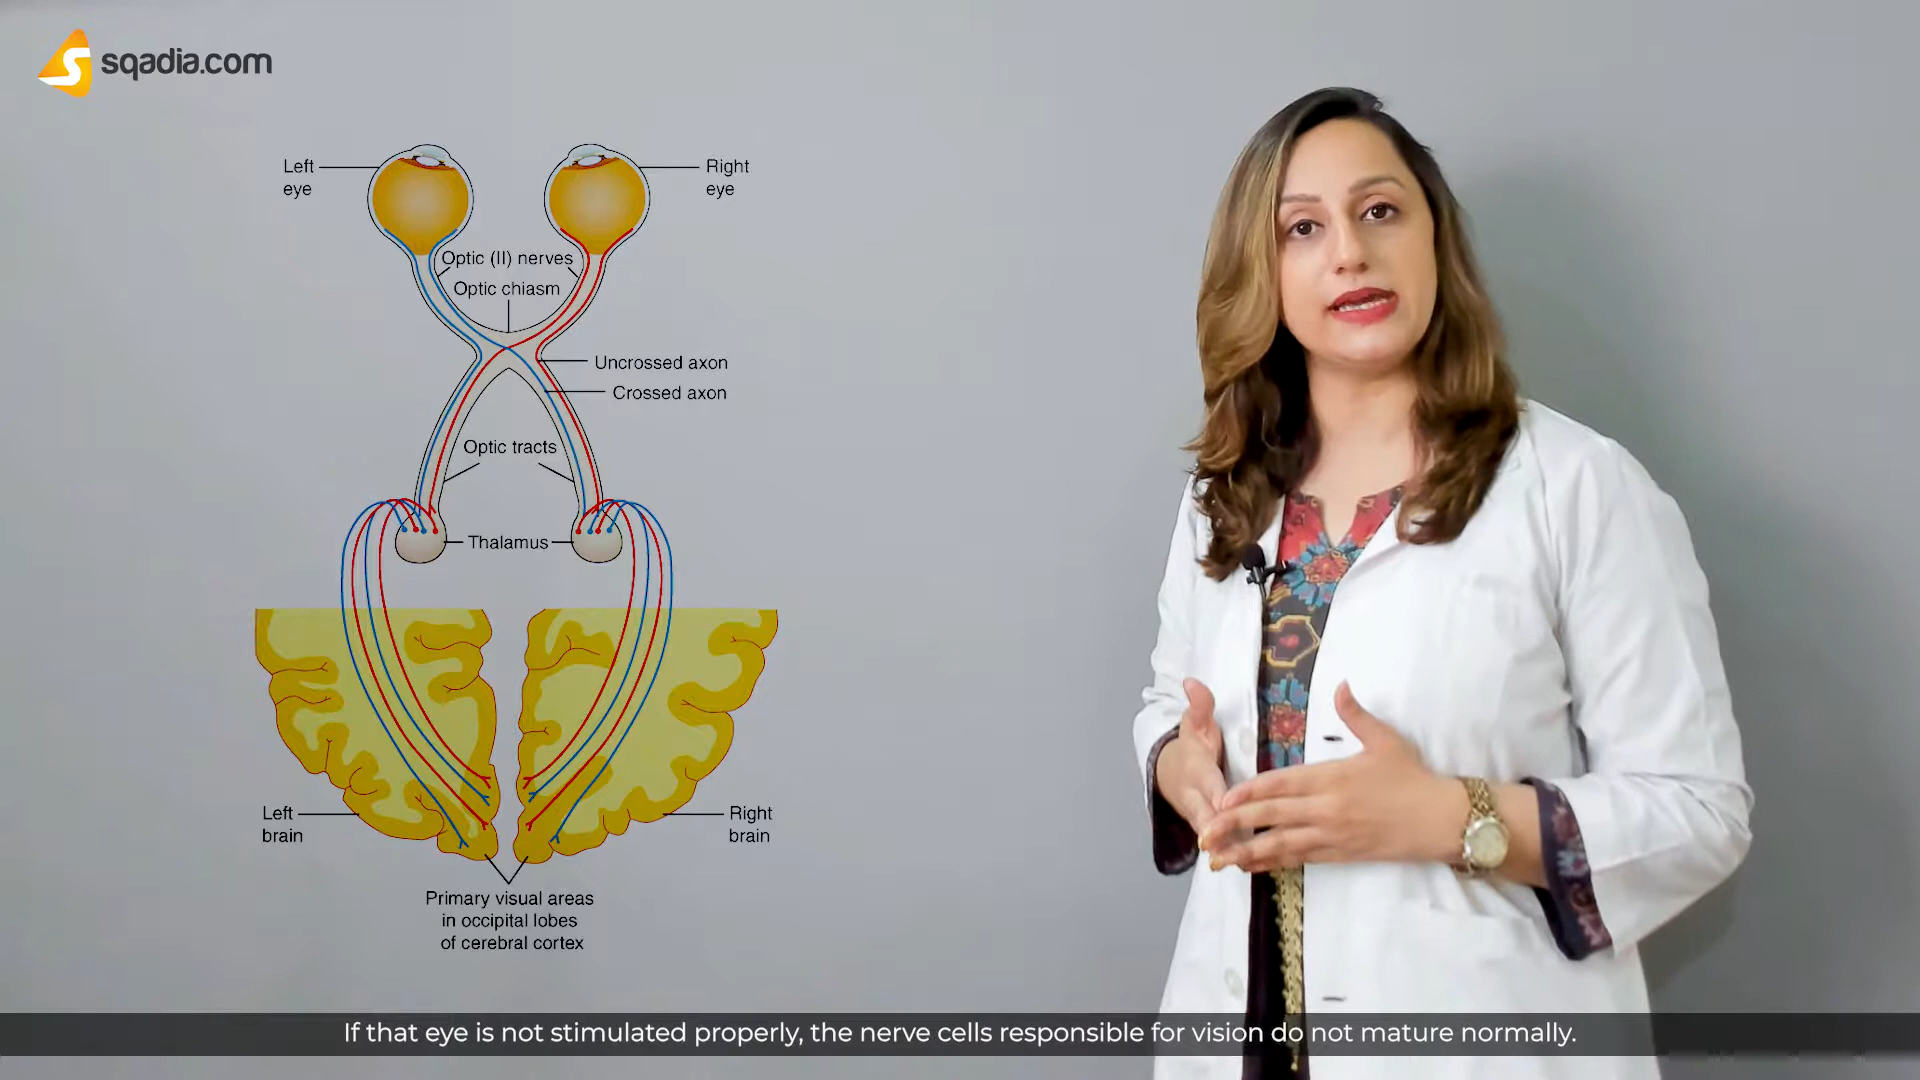 sqadia.com
Left
eye
Right
eye
Optic (II) nerves
Optic chiasm
Uncrossed axon
Crossed axon
Optic tracts
Thalamus
Left
brain
Right
brain
Primary visual areas
in occipital lobes
of cerebral cortex
If that eye is not stimulated properly, the nerve cells responsible for vision do not mature normally.